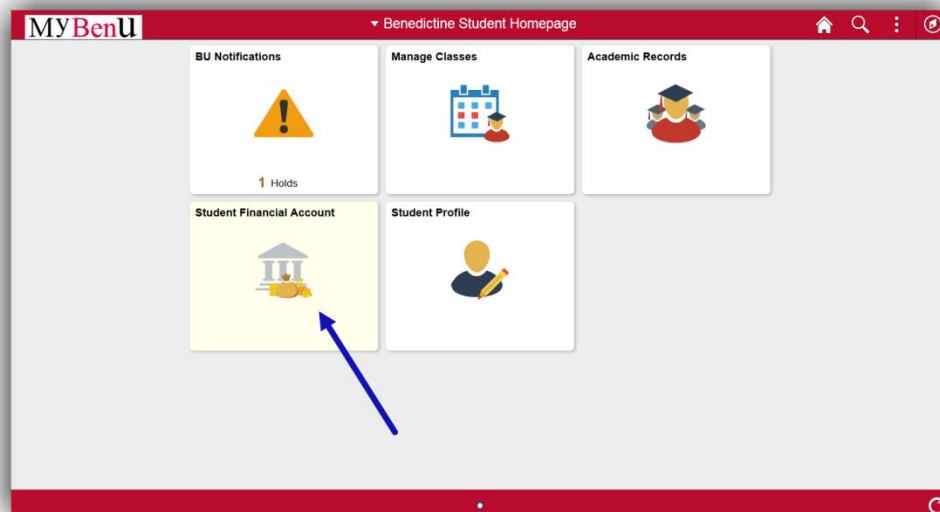 MYBenU
Benedictine Student Homepage
BU Notifications
Manage Classes
Academic Records
1 Holds
Student Financial Account
Student Profile